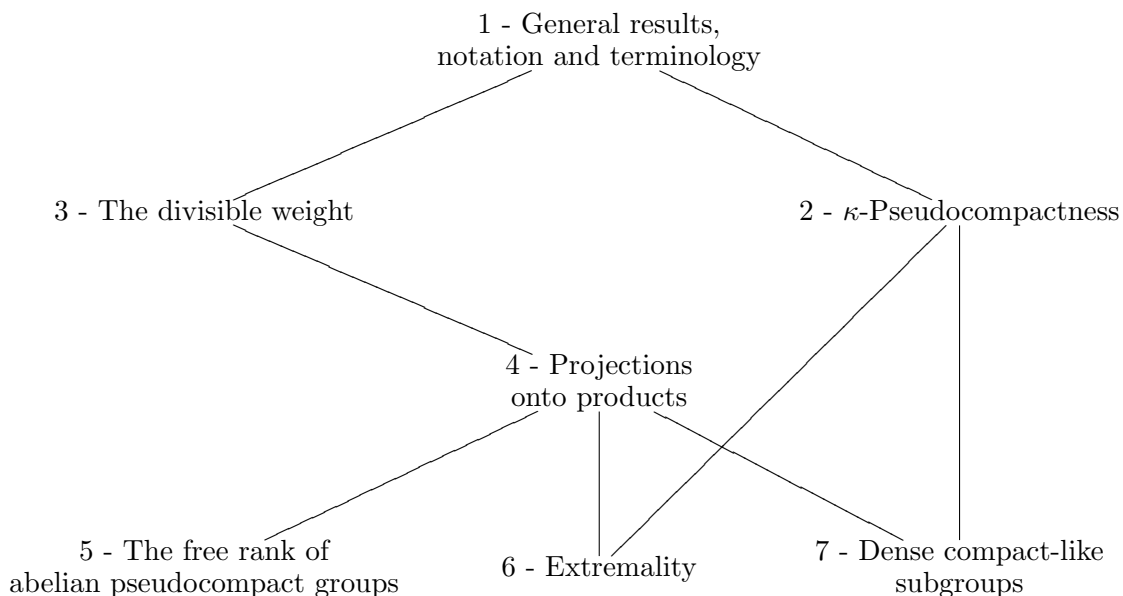 1 - General results,
notation and terminology
3 - The divisible weight
2 - κ-Pseudocompactness
4 - Projections
onto products
5 - The free rank of
abelian pseudocompact groups
6 - Extremality
7 - Dense compact-like
subgroups